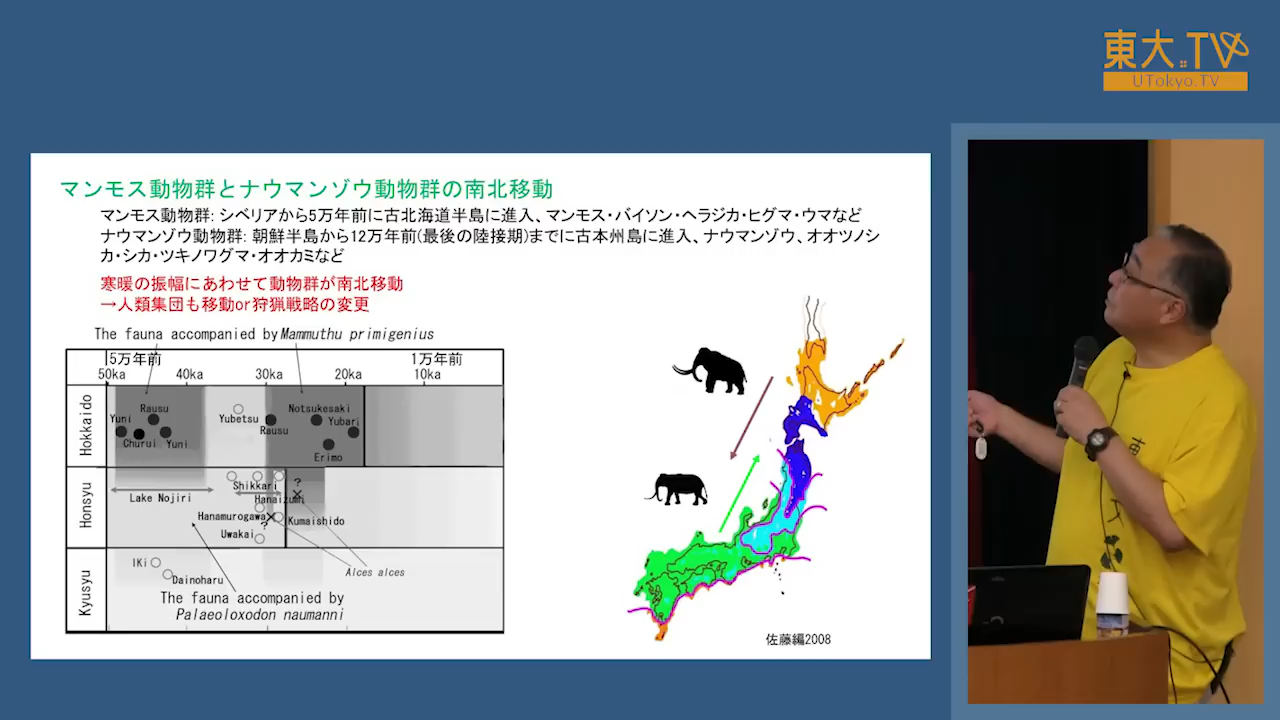 東大.TV
UTokyo.TV
マンモス動物群とナウマンゾウ動物群の南北移動
マンモス動物群: シベリアから5万年前に古北海道半島に進入、マンモス・バイソン・ヘラジカ・ヒグマ・ウマなど
ナウマンゾウ動物群: 朝鮮半島から12万年前(最後の陸接期)までに古本州島に進入、ナウマンゾウ、オオツノシ
カ・シカ・ツキノワグマ・オオカミなど
寒暖の振幅にあわせて動物群が南北移動
→人類集団も移動or狩猟戦略の変更
The fauna accompanied by Mammuthu primigenius
5万年前 1万年前
50ka 40ka 30ka 20ka 10ka
Hokkaido
Rausu Yubetsu Notsukesaki
Yuni Rausu Yubari
Churui Yuni
Erimo
Honsyu
Shikkari ?
Lake Nojiri Hanaizumi
Hanamurogawa Kumaishido
?
Uwakai
Kyusyu
IKi
Dainoharu
Alces alces
The fauna accompanied by
Palaeoloxodon naumanni
佐藤編2008